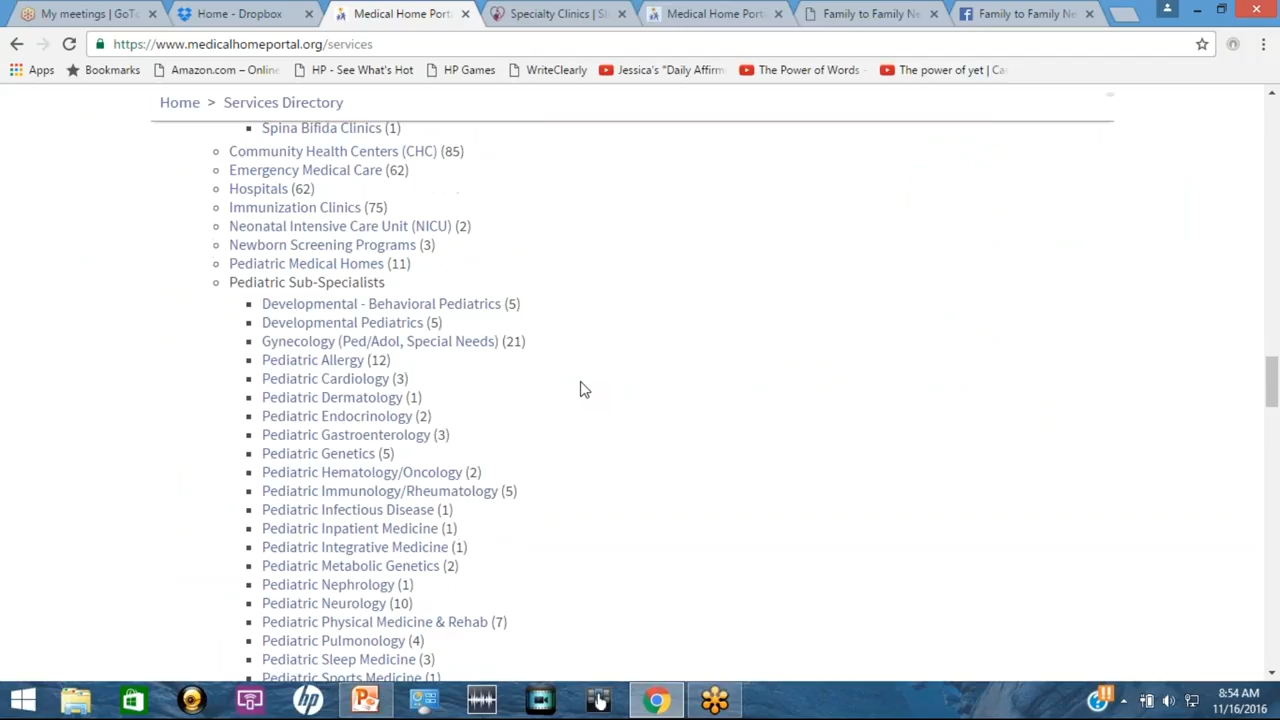 My meetings | GoTo
Home - Dropbox
Medical Home Porta
Specialty Clinics | Sh
Medical Home Port
Family to Family Ne
Family to Family Ne
https://www.medicalhomeportal.org/services
Apps
Bookmarks
Amazon.com – Online
HP - See What's Hot
HP Games
WriteClearly
Jessica's "Daily Affirm
The Power of Words -
The power of yet | Ca
Home > Services Directory
Spina Bifida Clinics (1)
Community Health Centers (CHC) (85)
Emergency Medical Care (62)
Hospitals (62)
Immunization Clinics (75)
Neonatal Intensive Care Unit (NICU) (2)
Newborn Screening Programs (3)
Pediatric Medical Homes (11)
Pediatric Sub-Specialists
Developmental - Behavioral Pediatrics (5)
Developmental Pediatrics (5)
Gynecology (Ped/Adol, Special Needs) (21)
Pediatric Allergy (12)
Pediatric Cardiology (3)
Pediatric Dermatology (1)
Pediatric Endocrinology (2)
Pediatric Gastroenterology (3)
Pediatric Genetics (5)
Pediatric Hematology/Oncology (2)
Pediatric Immunology/Rheumatology (5)
Pediatric Infectious Disease (1)
Pediatric Inpatient Medicine (1)
Pediatric Integrative Medicine (1)
Pediatric Metabolic Genetics (2)
Pediatric Nephrology (1)
Pediatric Neurology (10)
Pediatric Physical Medicine & Rehab (7)
Pediatric Pulmonology (4)
Pediatric Sleep Medicine (3)
Pediatric Sports Medicine (1)
8:54 AM
11/16/2016